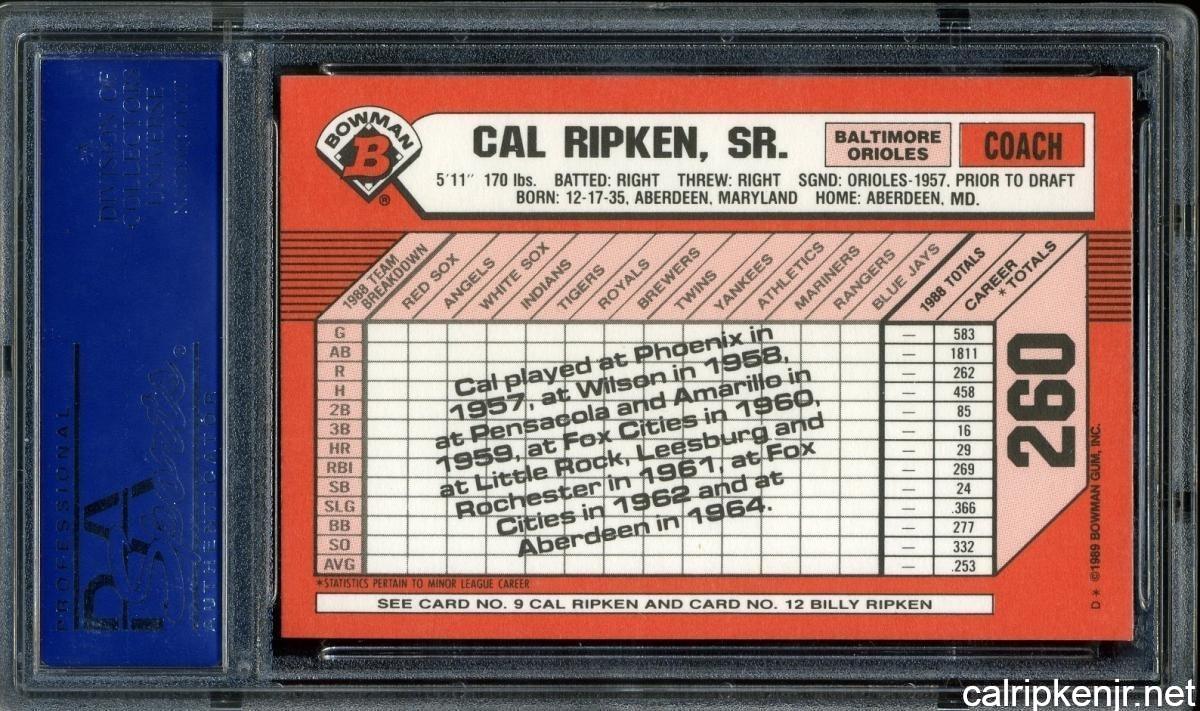 DIVISION OF
COLLECTORS
UNIVERSE
PROFESSIONAL
PSA
Sports
®
AUTHENTICATOR
BOWMAN
B
®
CAL RIPKEN, SR.
BALTIMORE
ORIOLES
COACH
5'11" 170 lbs. BATTED: RIGHT THREW: RIGHT SGND: ORIOLES-1957, PRIOR TO DRAFT
BORN: 12-17-35, ABERDEEN, MARYLAND HOME: ABERDEEN, MD.
1988 TEAM
BREAKDOWN
RED SOX
ANGELS
WHITE SOX
INDIANS
TIGERS
ROYALS
BREWERS
TWINS
YANKEES
ATHLETICS
MARINERS
RANGERS
BLUE JAYS
1988 TOTALS
CAREER
* TOTALS
G — 583
AB — 1811
R — 262
H — 458
2B — 85
3B — 16
HR — 29
RBI — 269
SB — 24
SLG — .366
BB — 277
SO — 332
AVG — .253
Cal played at Phoenix in
1957, at Wilson in 1958,
at Pensacola and Amarillo in
1959, at Fox Cities in 1960,
at Little Rock, Leesburg and
Rochester in 1961, at Fox
Cities in 1962 and at
Aberdeen in 1964.
260
*STATISTICS PERTAIN TO MINOR LEAGUE CAREER
SEE CARD NO. 9 CAL RIPKEN AND CARD NO. 12 BILLY RIPKEN
D * ©1989 BOWMAN GUM, INC.
calripkenjr.net